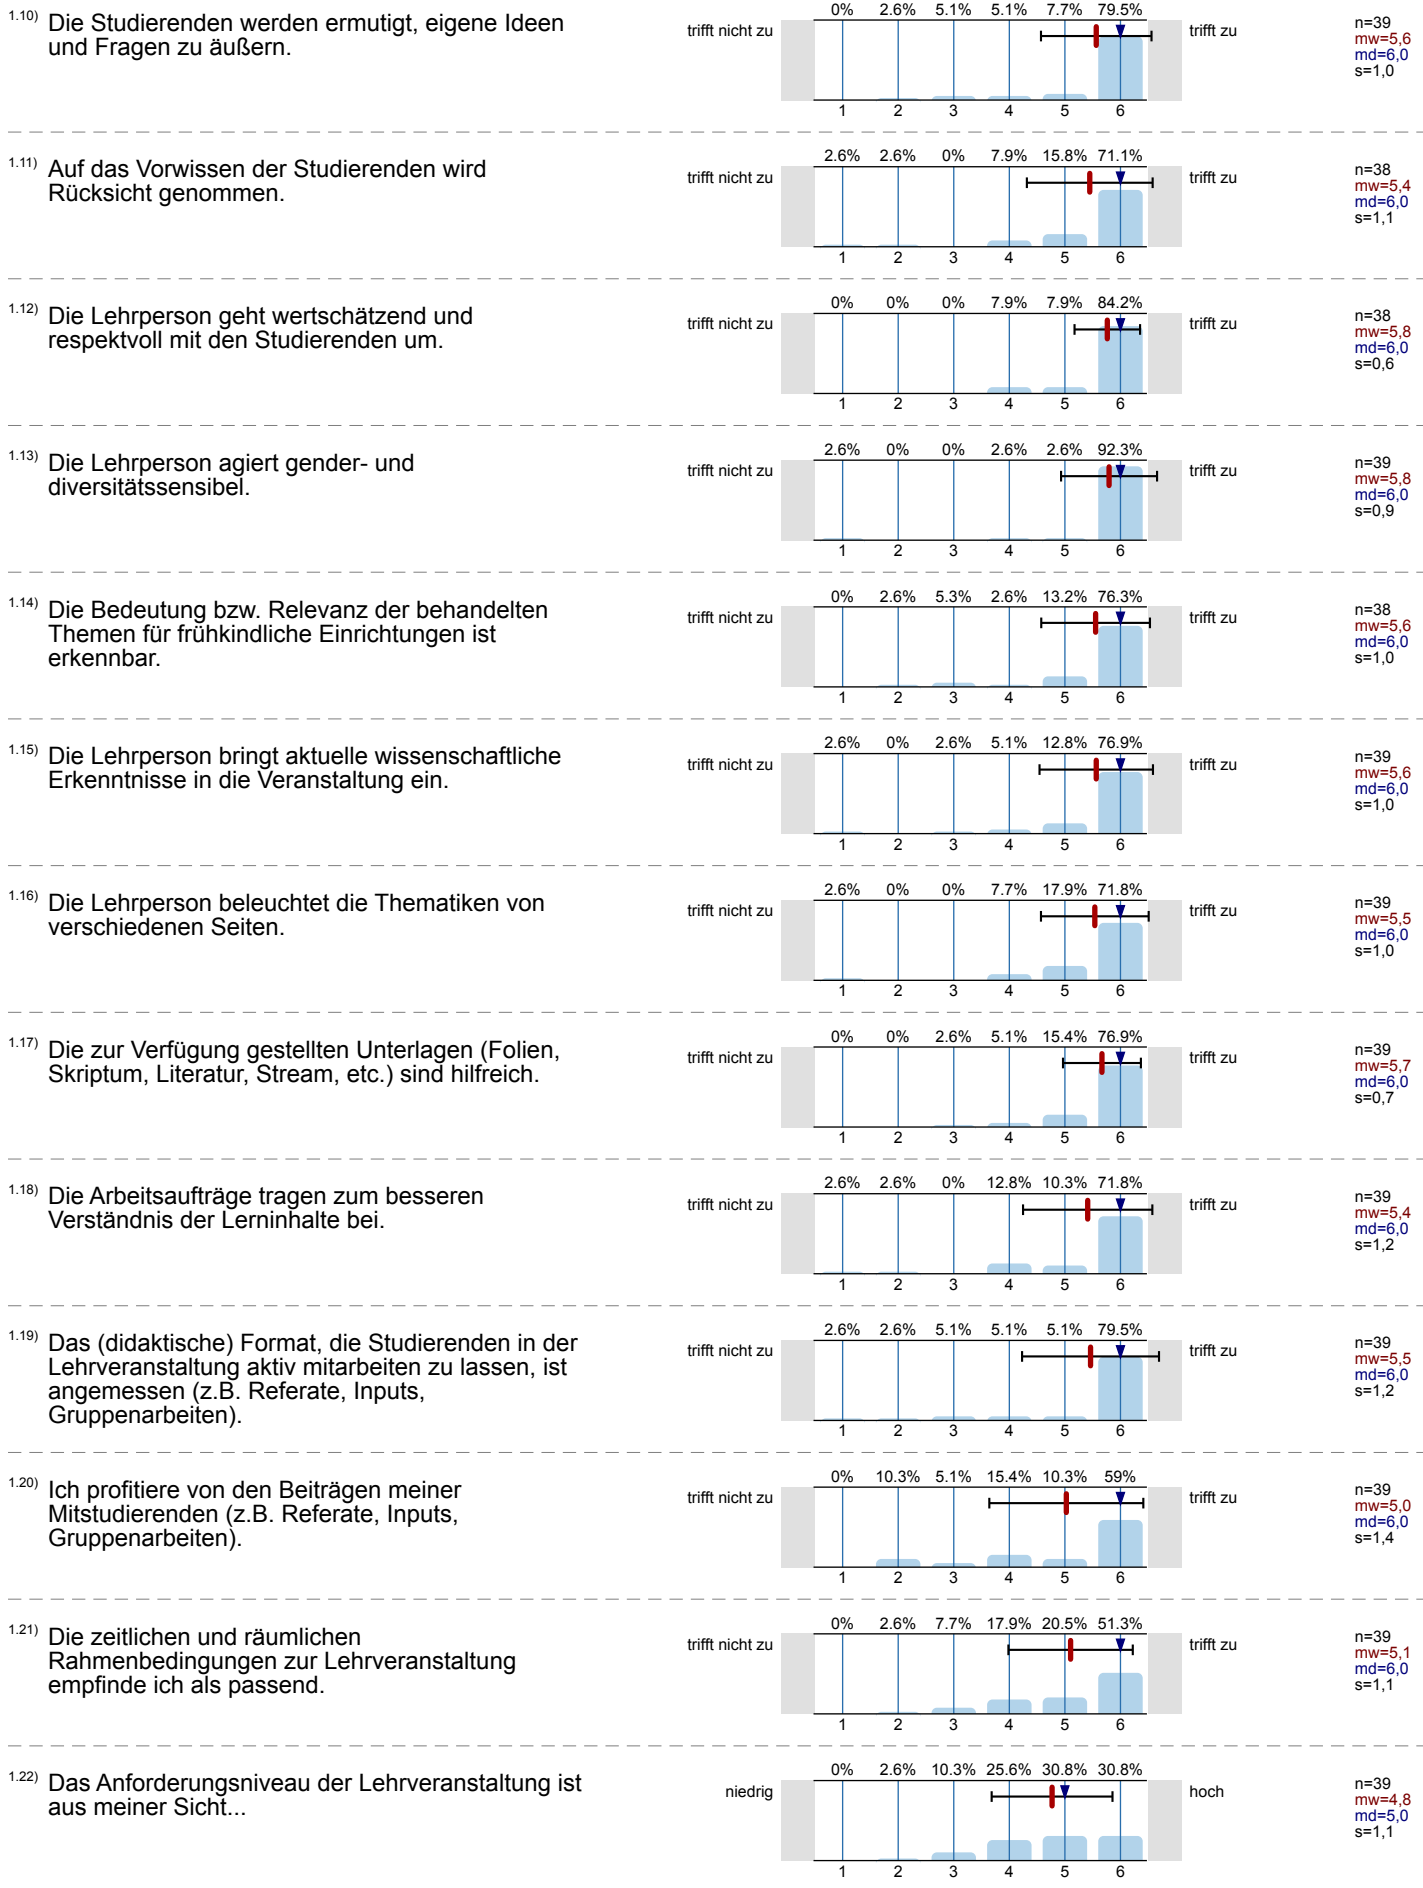 1.10) Die Studierenden werden ermutigt, eigene Ideen
und Fragen zu äußern.
trifft nicht zu
0% 2.6% 5.1% 5.1% 7.7% 79.5%
1 2 3 4 5 6
trifft zu
n=39
mw=5,6
md=6,0
s=1,0
1.11) Auf das Vorwissen der Studierenden wird
Rücksicht genommen.
trifft nicht zu
2.6% 2.6% 0% 7.9% 15.8% 71.1%
1 2 3 4 5 6
trifft zu
n=38
mw=5,4
md=6,0
s=1,1
1.12) Die Lehrperson geht wertschätzend und
respektvoll mit den Studierenden um.
trifft nicht zu
0% 0% 0% 7.9% 7.9% 84.2%
1 2 3 4 5 6
trifft zu
n=38
mw=5,8
md=6,0
s=0,6
1.13) Die Lehrperson agiert gender- und
diversitätssensibel.
trifft nicht zu
2.6% 0% 0% 2.6% 2.6% 92.3%
1 2 3 4 5 6
trifft zu
n=39
mw=5,8
md=6,0
s=0,9
1.14) Die Bedeutung bzw. Relevanz der behandelten
Themen für frühkindliche Einrichtungen ist
erkennbar.
trifft nicht zu
0% 2.6% 5.3% 2.6% 13.2% 76.3%
1 2 3 4 5 6
trifft zu
n=38
mw=5,6
md=6,0
s=1,0
1.15) Die Lehrperson bringt aktuelle wissenschaftliche
Erkenntnisse in die Veranstaltung ein.
trifft nicht zu
2.6% 0% 2.6% 5.1% 12.8% 76.9%
1 2 3 4 5 6
trifft zu
n=39
mw=5,6
md=6,0
s=1,0
1.16) Die Lehrperson beleuchtet die Thematiken von
verschiedenen Seiten.
trifft nicht zu
2.6% 0% 0% 7.7% 17.9% 71.8%
1 2 3 4 5 6
trifft zu
n=39
mw=5,5
md=6,0
s=1,0
1.17) Die zur Verfügung gestellten Unterlagen (Folien,
Skriptum, Literatur, Stream, etc.) sind hilfreich.
trifft nicht zu
0% 0% 2.6% 5.1% 15.4% 76.9%
1 2 3 4 5 6
trifft zu
n=39
mw=5,7
md=6,0
s=0,7
1.18) Die Arbeitsaufträge tragen zum besseren
Verständnis der Lerninhalte bei.
trifft nicht zu
2.6% 2.6% 0% 12.8% 10.3% 71.8%
1 2 3 4 5 6
trifft zu
n=39
mw=5,4
md=6,0
s=1,2
1.19) Das (didaktische) Format, die Studierenden in der
Lehrveranstaltung aktiv mitarbeiten zu lassen, ist
angemessen (z.B. Referate, Inputs,
Gruppenarbeiten).
trifft nicht zu
2.6% 2.6% 5.1% 5.1% 5.1% 79.5%
1 2 3 4 5 6
trifft zu
n=39
mw=5,5
md=6,0
s=1,2
1.20) Ich profitiere von den Beiträgen meiner
Mitstudierenden (z.B. Referate, Inputs,
Gruppenarbeiten).
trifft nicht zu
0% 10.3% 5.1% 15.4% 10.3% 59%
1 2 3 4 5 6
trifft zu
n=39
mw=5,0
md=6,0
s=1,4
1.21) Die zeitlichen und räumlichen
Rahmenbedingungen zur Lehrveranstaltung
empfinde ich als passend.
trifft nicht zu
0% 2.6% 7.7% 17.9% 20.5% 51.3%
1 2 3 4 5 6
trifft zu
n=39
mw=5,1
md=6,0
s=1,1
1.22) Das Anforderungsniveau der Lehrveranstaltung ist
aus meiner Sicht...
niedrig
0% 2.6% 10.3% 25.6% 30.8% 30.8%
1 2 3 4 5 6
hoch
n=39
mw=4,8
md=5,0
s=1,1